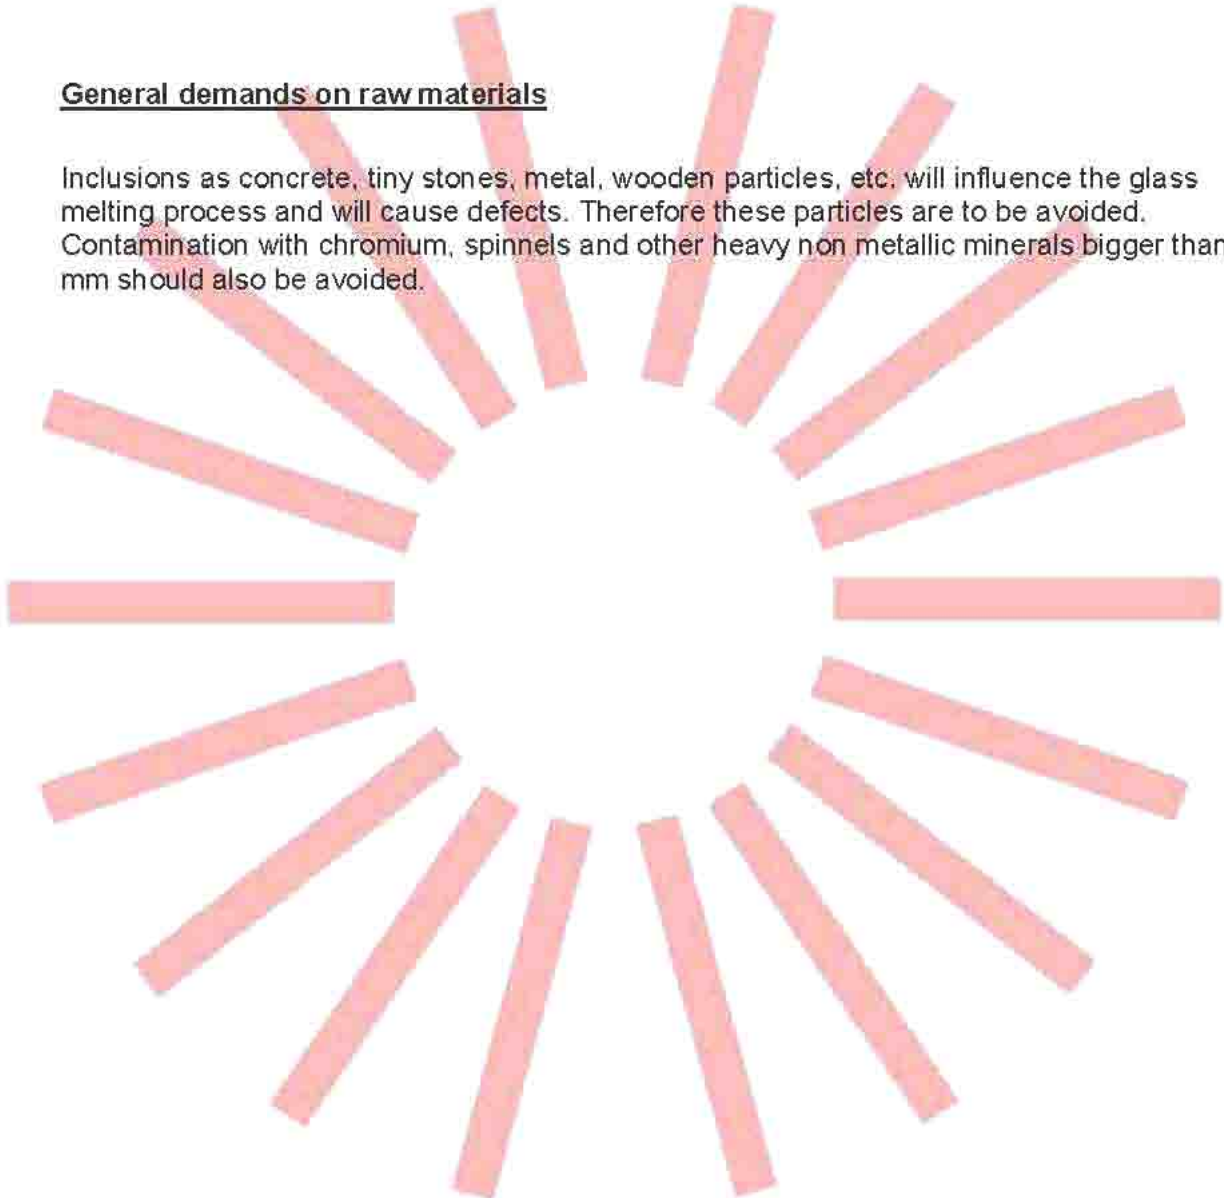 General demands on raw materials
Inclusions as concrete, tiny stones, metal, wooden particles, etc. will influence the glass
melting process and will cause defects. Therefore these particles are to be avoided.
Contamination with chromium, spinnels and other heavy non metallic minerals bigger than
mm should also be avoided.